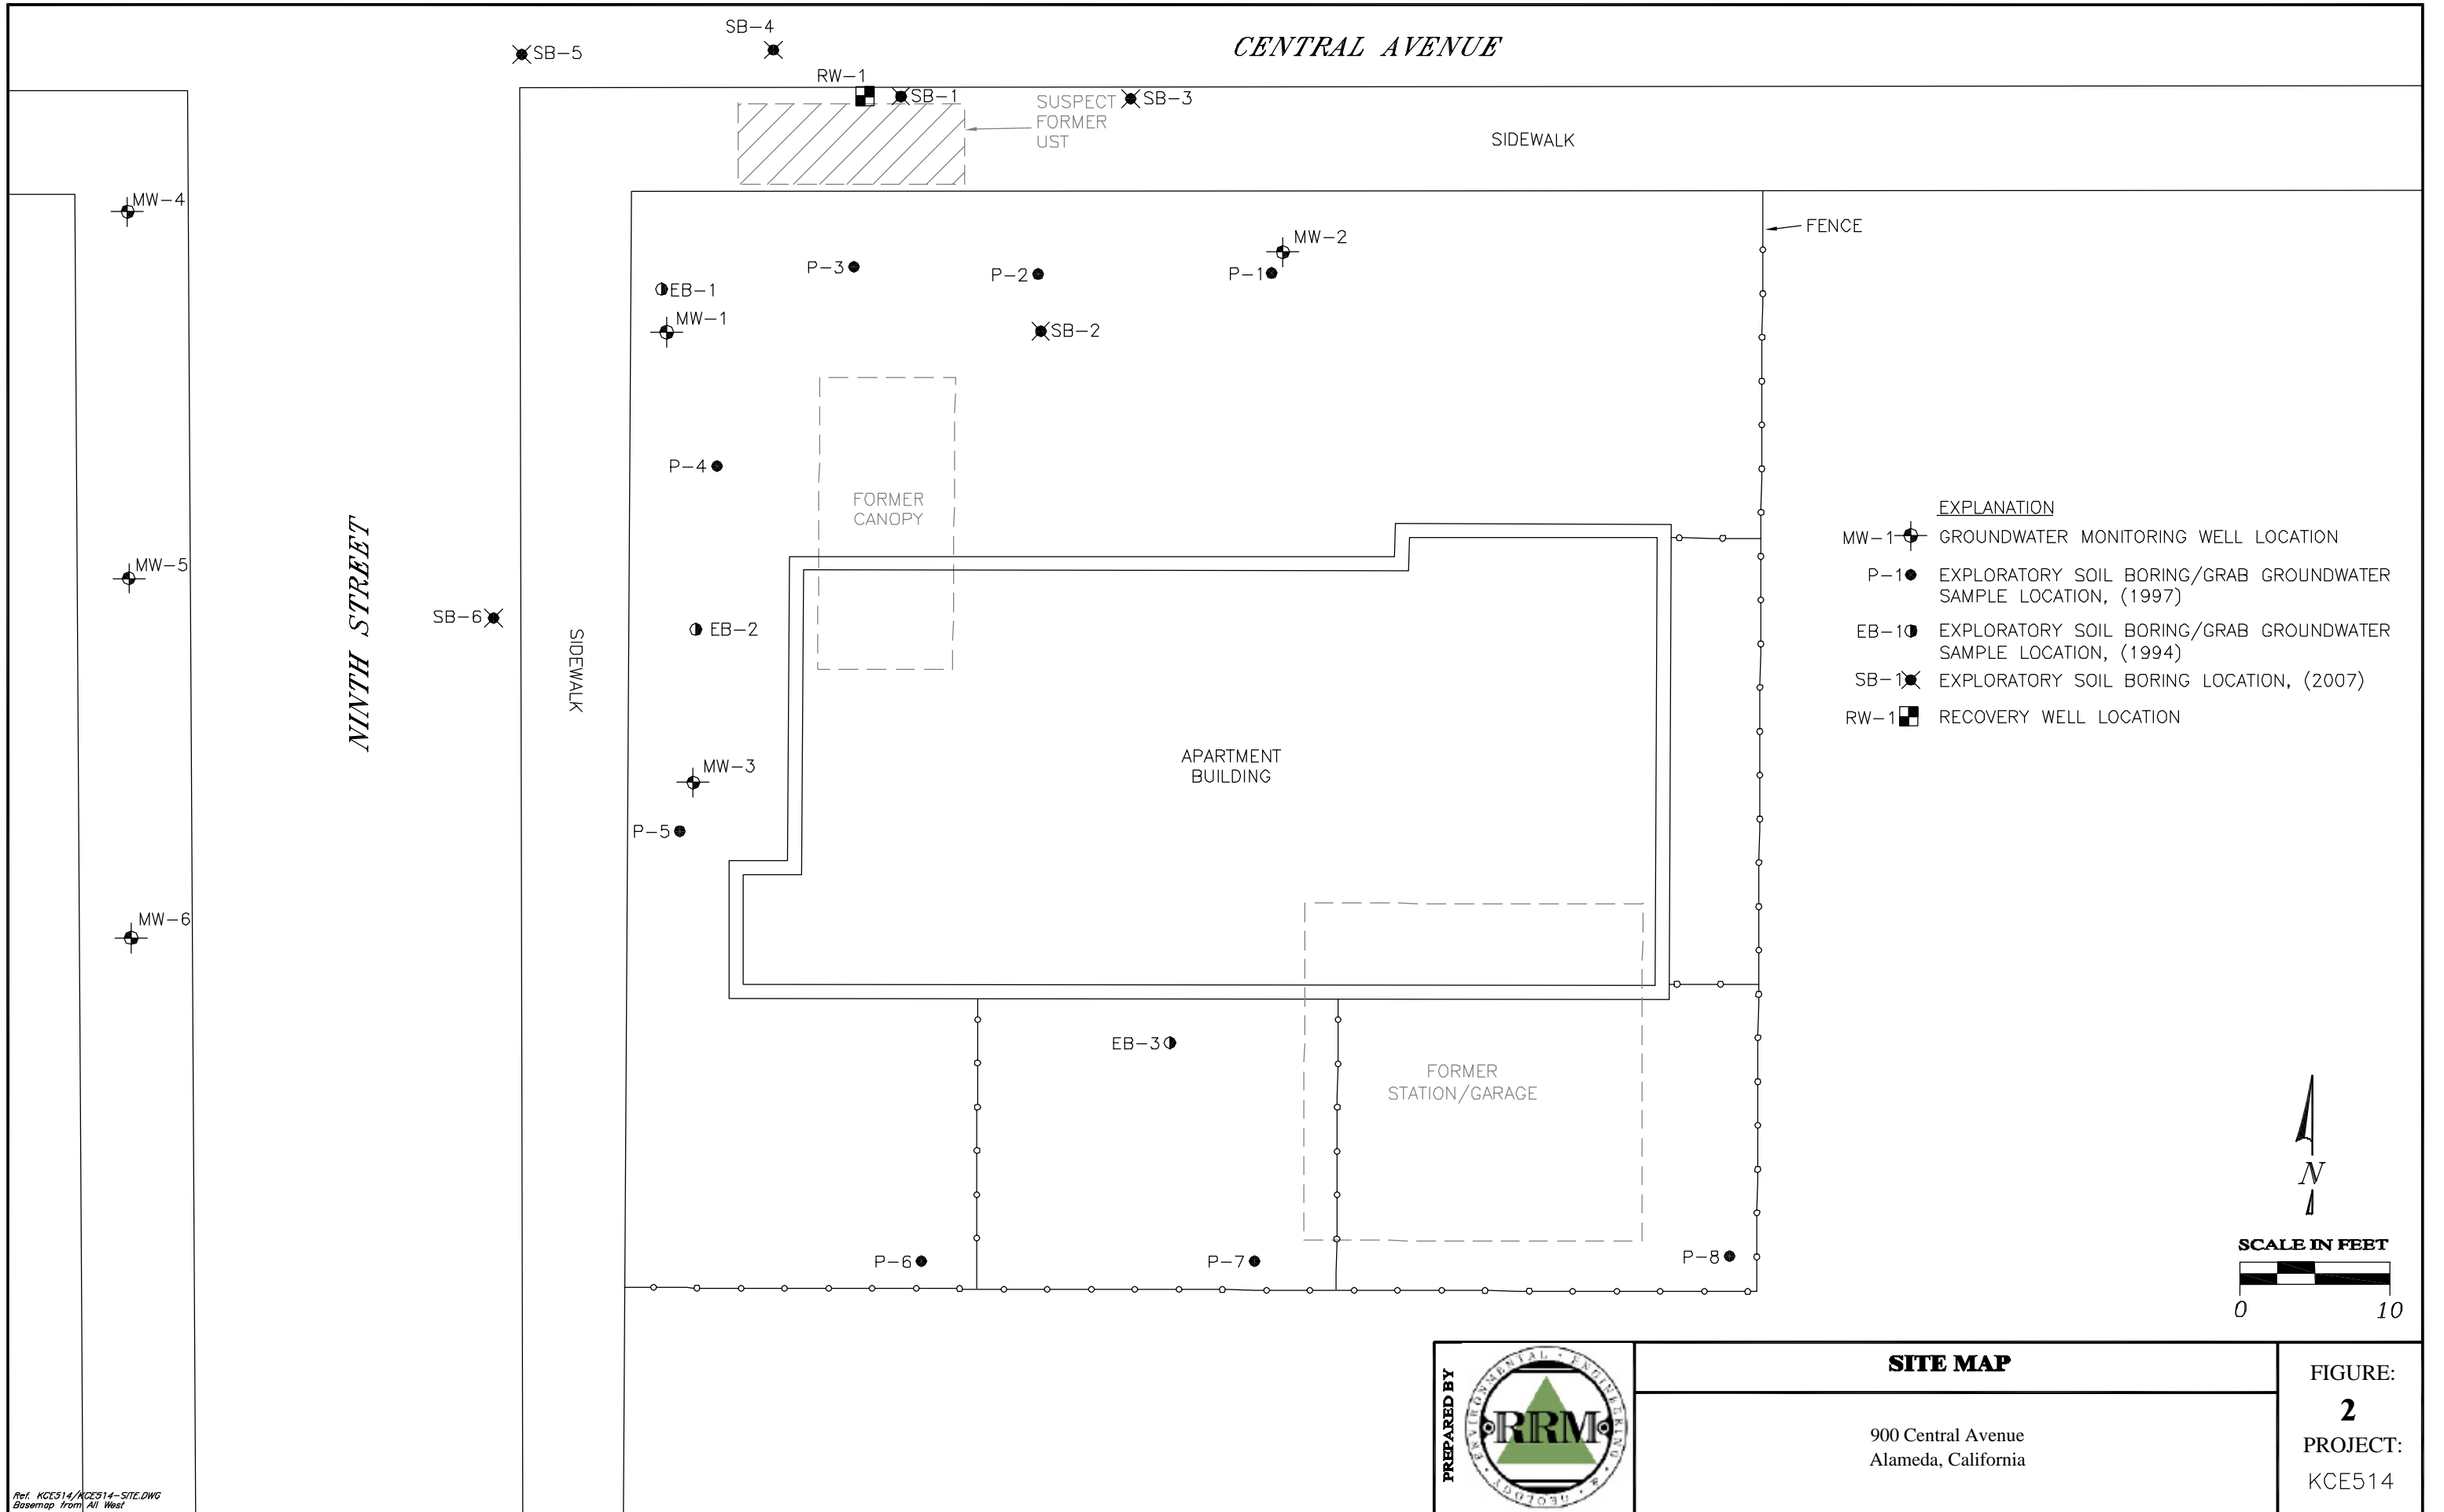 SB-4
SB-5
CENTRAL AVENUE
RW-1
SB-1
SUSPECT
FORMER
UST
SB-3
SIDEWALK
MW-4
FENCE
MW-2
P-3
P-2
P-1
EB-1
MW-1
SB-2
P-4
FORMER
CANOPY
EXPLANATION
MW-1 GROUNDWATER MONITORING WELL LOCATION
P-1 EXPLORATORY SOIL BORING/GRAB GROUNDWATER
SAMPLE LOCATION, (1997)
EB-1 EXPLORATORY SOIL BORING/GRAB GROUNDWATER
SAMPLE LOCATION, (1994)
SB-1 EXPLORATORY SOIL BORING LOCATION, (2007)
RW-1 RECOVERY WELL LOCATION
MW-5
NINTH STREET
SB-6
SIDEWALK
EB-2
MW-3
APARTMENT
BUILDING
P-5
MW-6
EB-3
FORMER
STATION/GARAGE
P-6
P-7
P-8
N
SCALE IN FEET
0 10
PREPARED BY
ENVIRONMENTAL • ENGINEERING • & GEOLOGY •
RRM
SITE MAP
900 Central Avenue
Alameda, California
FIGURE:
2
PROJECT:
KCE514
Ref. KCE514/KCE514-SITE.DWG
Basemap from All West